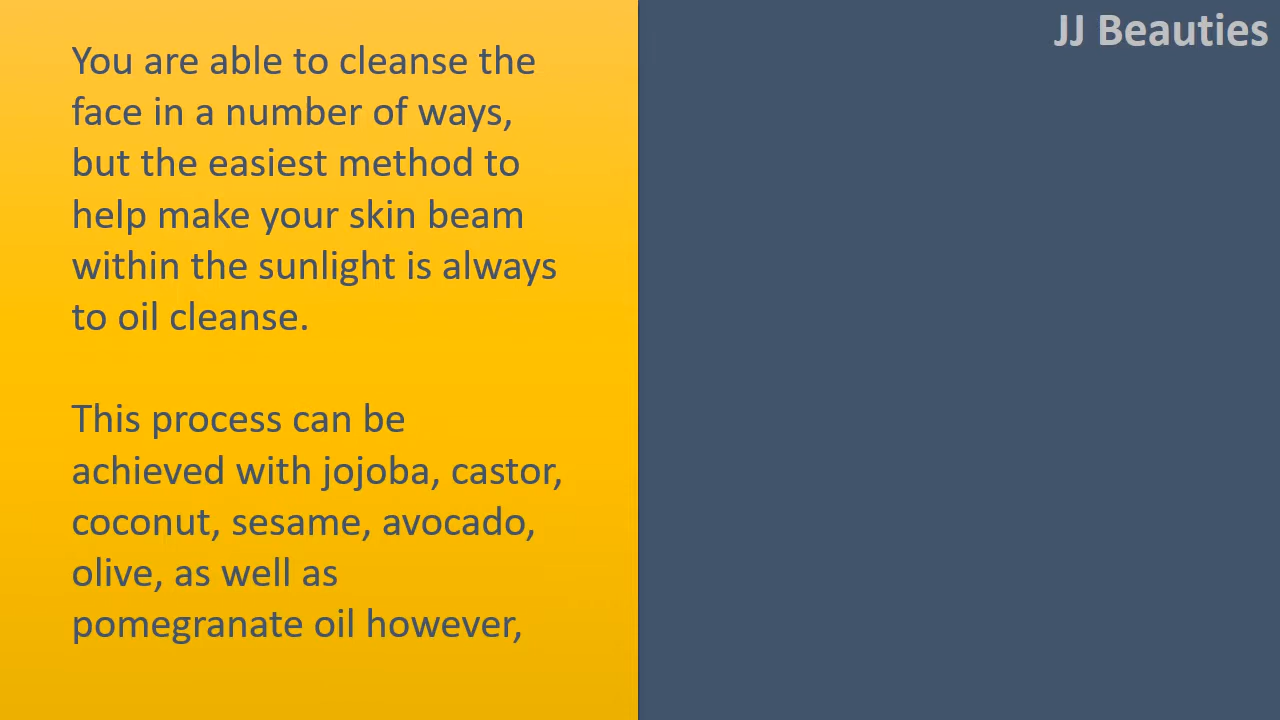 You are able to cleanse the
face in a number of ways,
but the easiest method to
help make your skin beam
within the sunlight is always
to oil cleanse.
This process can be
achieved with jojoba, castor,
coconut, sesame, avocado,
olive, as well as
pomegranate oil however,
JJ Beauties